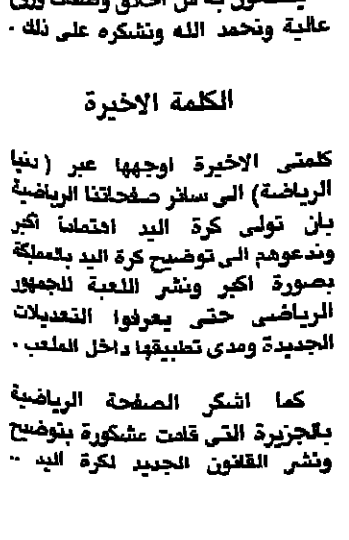 عالية ونحمد الله ونشكره على ذلك .
الكلمة الاخيرة
كلمتى الاخيرة اوجهها عبر ( دنيا
الرياضة) الى سائر صفحاتنا الرياضية
بان تولى كرة اليد اهتماما اكبر
وندعوهم الى توضيح كرة اليد بالمملكة
بصورة اكبر ونشر اللعبة للجمهور
الرياضى حتى يعرفوا التعديلات
الجديدة ومدى تطبيقها داخل الملعب .
كما اشكر الصفحة الرياضية
بالجزيرة التى قامت مشكورة بتوضيح
ونشر القانون الجديد لكرة اليد ..